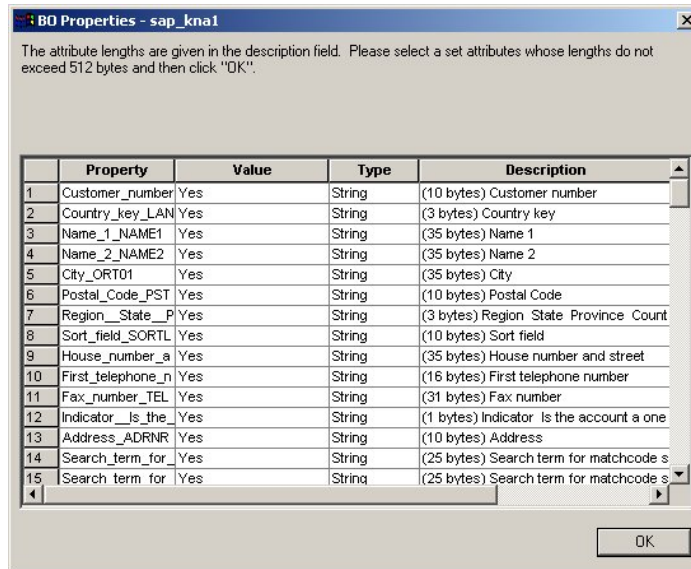 BO Properties - sap_kna1
The attribute lengths are given in the description field. Please select a set attributes whose lengths do not
exceed 512 bytes and then click "OK".
Property Value Type Description
1 Customer_number Yes String (10 bytes) Customer number
2 Country_key_LAN Yes String (3 bytes) Country key
3 Name_1_NAME1 Yes String (35 bytes) Name 1
4 Name_2_NAME2 Yes String (35 bytes) Name 2
5 City_ORT01 Yes String (35 bytes) City
6 Postal_Code_PST Yes String (10 bytes) Postal Code
7 Region__State__P Yes String (3 bytes) Region State Province Count
8 Sort_field_SORTL Yes String (10 bytes) Sort field
9 House_number_a Yes String (35 bytes) House number and street
10 First_telephone_n Yes String (16 bytes) First telephone number
11 Fax_number_TEL Yes String (31 bytes) Fax number
12 Indicator__Is_the_ Yes String (1 bytes) Indicator Is the account a one
13 Address_ADRNR Yes String (10 bytes) Address
14 Search_term_for_ Yes String (25 bytes) Search term for matchcode s
15 Search_term_for Yes String (25 bytes) Search term for matchcode s
OK